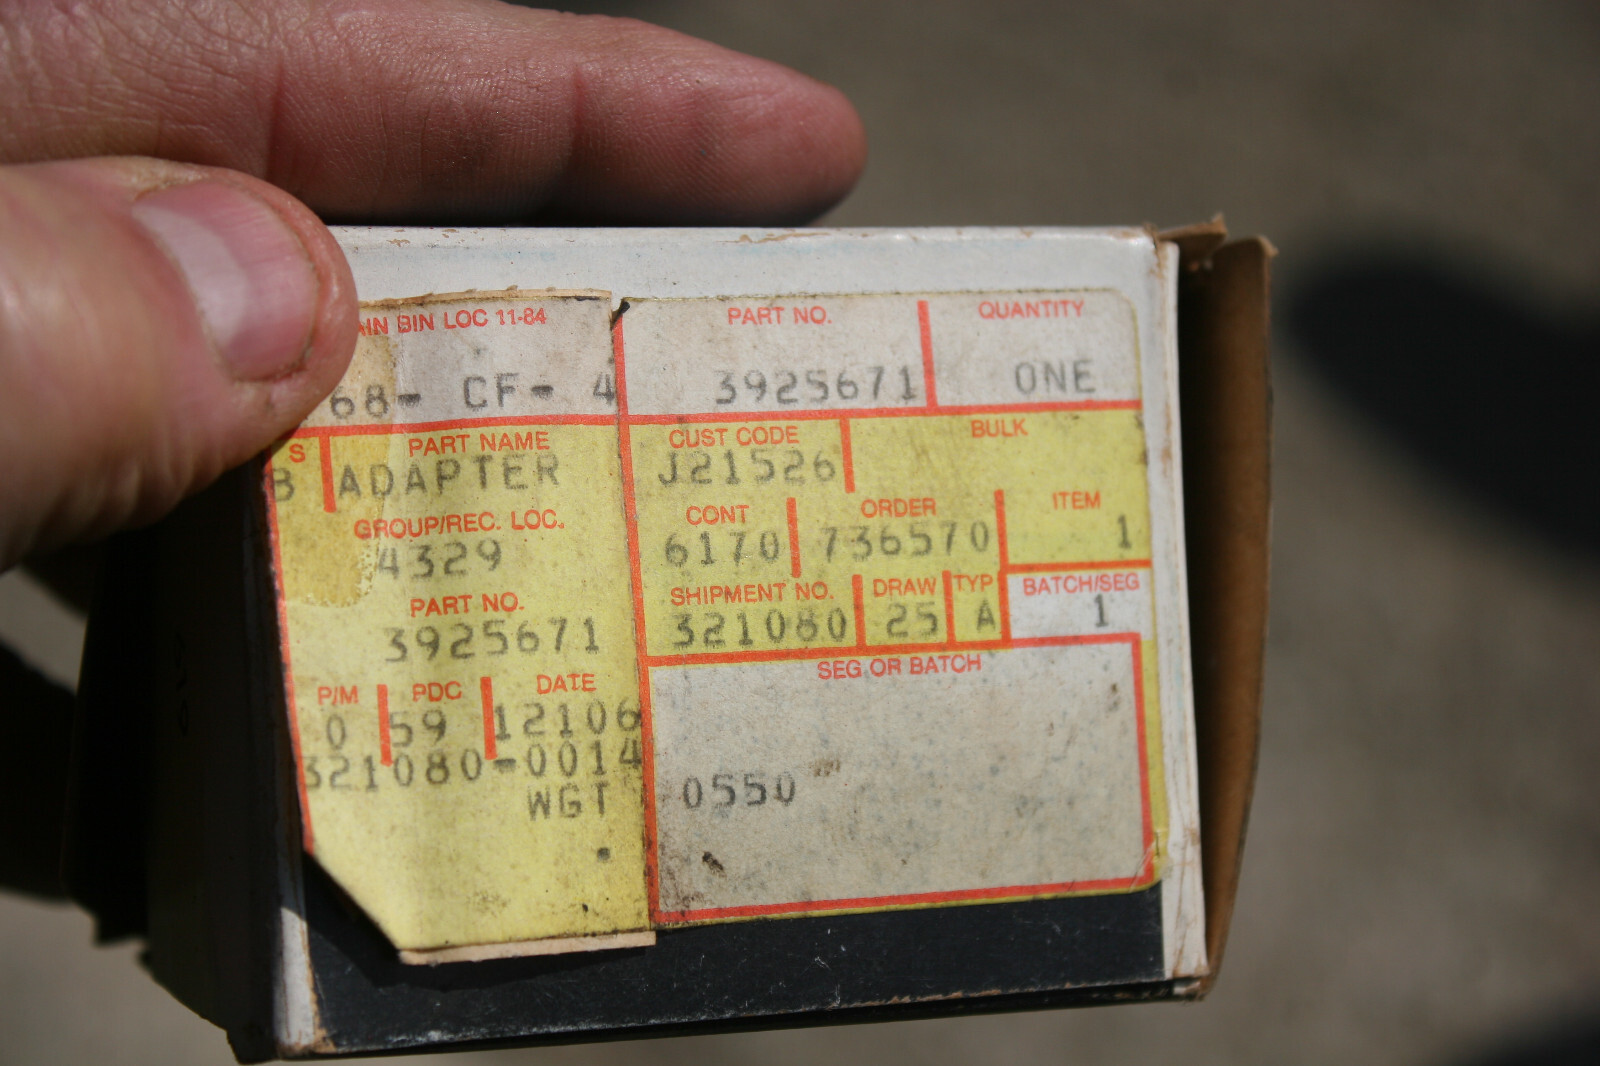 AIN BIN LOC 11-84
68- CF- 4
S
PART NAME
B ADAPTER
GROUP/REC. LOC.
4329
PART NO.
3925671
P/M PDC DATE
0 59 12106
321080-0014
WGT
PART NO. QUANTITY
3925671 ONE
CUST CODE BULK
J21526
CONT ORDER ITEM
6170 736570 1
SHIPMENT NO. DRAW TYP BATCH/SEG
321080 25 A 1
SEG OR BATCH
0550